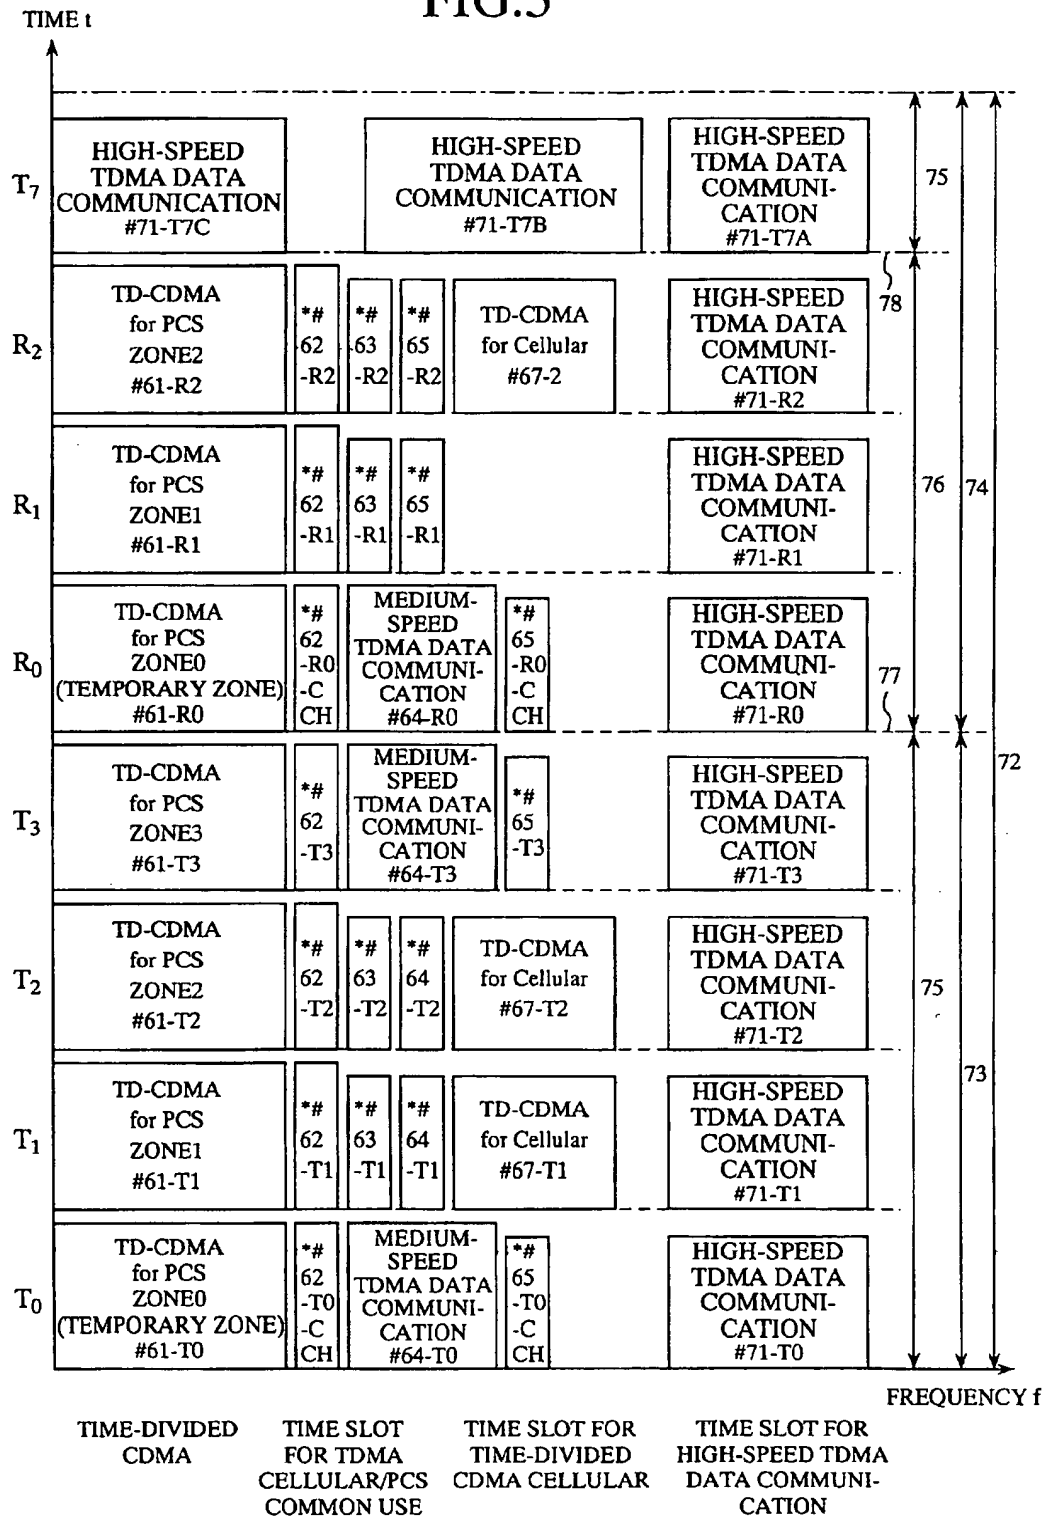 FIG.5
TIME t
T7
HIGH-SPEED
TDMA DATA
COMMUNICATION
#71-T7C
HIGH-SPEED
TDMA DATA
COMMUNICATION
#71-T7B
HIGH-SPEED
TDMA DATA
COMMUNI-
CATION
#71-T7A
75
78
R2
TD-CDMA
for PCS
ZONE2
#61-R2
*#
62
-R2
*#
63
-R2
*#
65
-R2
TD-CDMA
for Cellular
#67-2
HIGH-SPEED
TDMA DATA
COMMUNI-
CATION
#71-R2
R1
TD-CDMA
for PCS
ZONE1
#61-R1
*#
62
-R1
*#
63
-R1
*#
65
-R1
HIGH-SPEED
TDMA DATA
COMMUNI-
CATION
#71-R1
76
74
R0
TD-CDMA
for PCS
ZONE0
(TEMPORARY ZONE)
#61-R0
*#
62
-R0
-C
CH
MEDIUM-
SPEED
TDMA DATA
COMMUNI-
CATION
#64-R0
*#
65
-R0
-C
CH
HIGH-SPEED
TDMA DATA
COMMUNI-
CATION
#71-R0
77
72
T3
TD-CDMA
for PCS
ZONE3
#61-T3
*#
62
-T3
MEDIUM-
SPEED
TDMA DATA
COMMUNI-
CATION
#64-T3
*#
65
-T3
HIGH-SPEED
TDMA DATA
COMMUNI-
CATION
#71-T3
T2
TD-CDMA
for PCS
ZONE2
#61-T2
*#
62
-T2
*#
63
-T2
*#
64
-T2
TD-CDMA
for Cellular
#67-T2
HIGH-SPEED
TDMA DATA
COMMUNI-
CATION
#71-T2
75
73
T1
TD-CDMA
for PCS
ZONE1
#61-T1
*#
62
-T1
*#
63
-T1
*#
64
-T1
TD-CDMA
for Cellular
#67-T1
HIGH-SPEED
TDMA DATA
COMMUNI-
CATION
#71-T1
T0
TD-CDMA
for PCS
ZONE0
(TEMPORARY ZONE)
#61-T0
*#
62
-T0
-C
CH
MEDIUM-
SPEED
TDMA DATA
COMMUNI-
CATION
#64-T0
*#
65
-T0
-C
CH
HIGH-SPEED
TDMA DATA
COMMUNI-
CATION
#71-T0
FREQUENCY f
TIME-DIVIDED
CDMA
TIME SLOT
FOR TDMA
CELLULAR/PCS
COMMON USE
TIME SLOT FOR
TIME-DIVIDED
CDMA CELLULAR
TIME SLOT FOR
HIGH-SPEED TDMA
DATA COMMUNI-
CATION